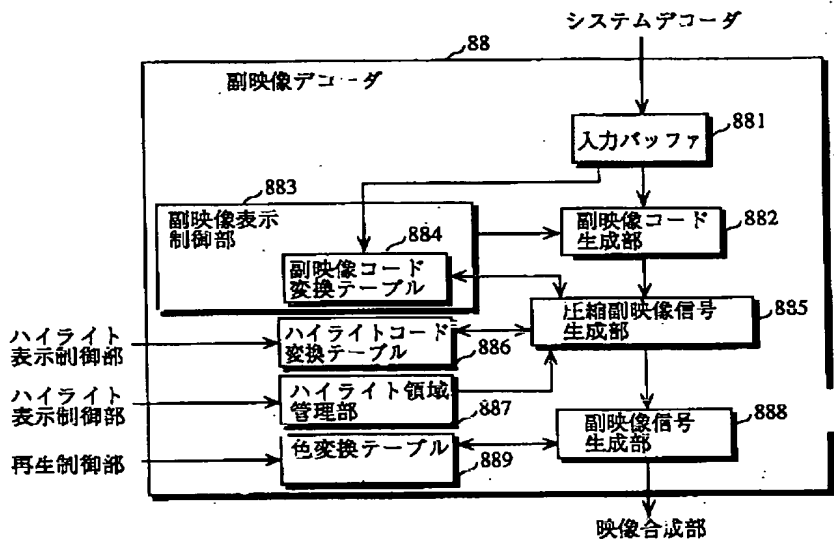 システムデコーダ
88
副映像デコーダ
入力バッファ
881
883
副映像表示
制御部
884
副映像コード
変換テーブル
副映像コード
生成部
882
圧縮副映像信号
生成部
885
ハイライト
表示制御部
ハイライトコード
変換テーブル
886
ハイライト
表示制御部
ハイライト領域
管理部
887
副映像信号
生成部
888
再生制御部
色変換テーブル
889
映像合成部